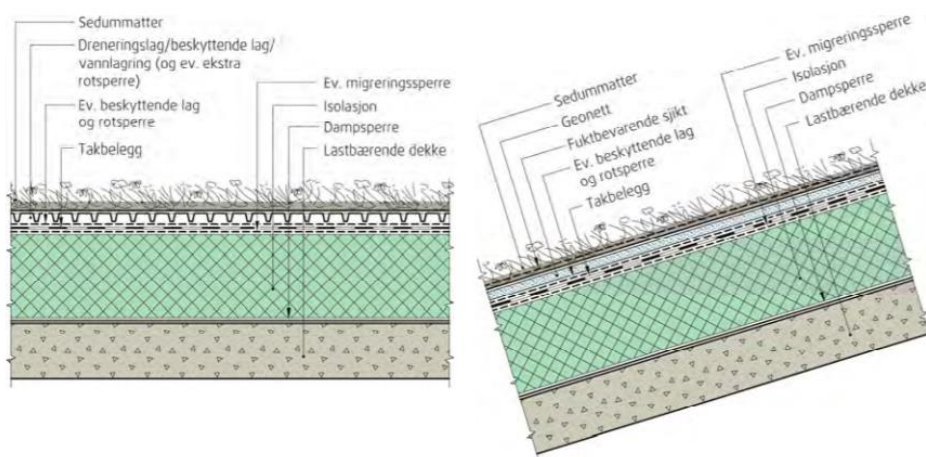 Sedummatter
Dreneringslag/beskyttende lag/
vannlagring (og ev. ekstra
rotsperre)
Ev. beskyttende lag
og rotsperre
Takbelegg
Ev. migreringssperre
Isolasjon
Dampsperre
Lastbærende dekke
Sedummatter
Geonett
Fuktbevarende sjikt
Ev. beskyttende lag
og rotsperre
Takbelegg
Ev. migreringssperre
Isolasjon
Dampsperre
Lastbærende dekke